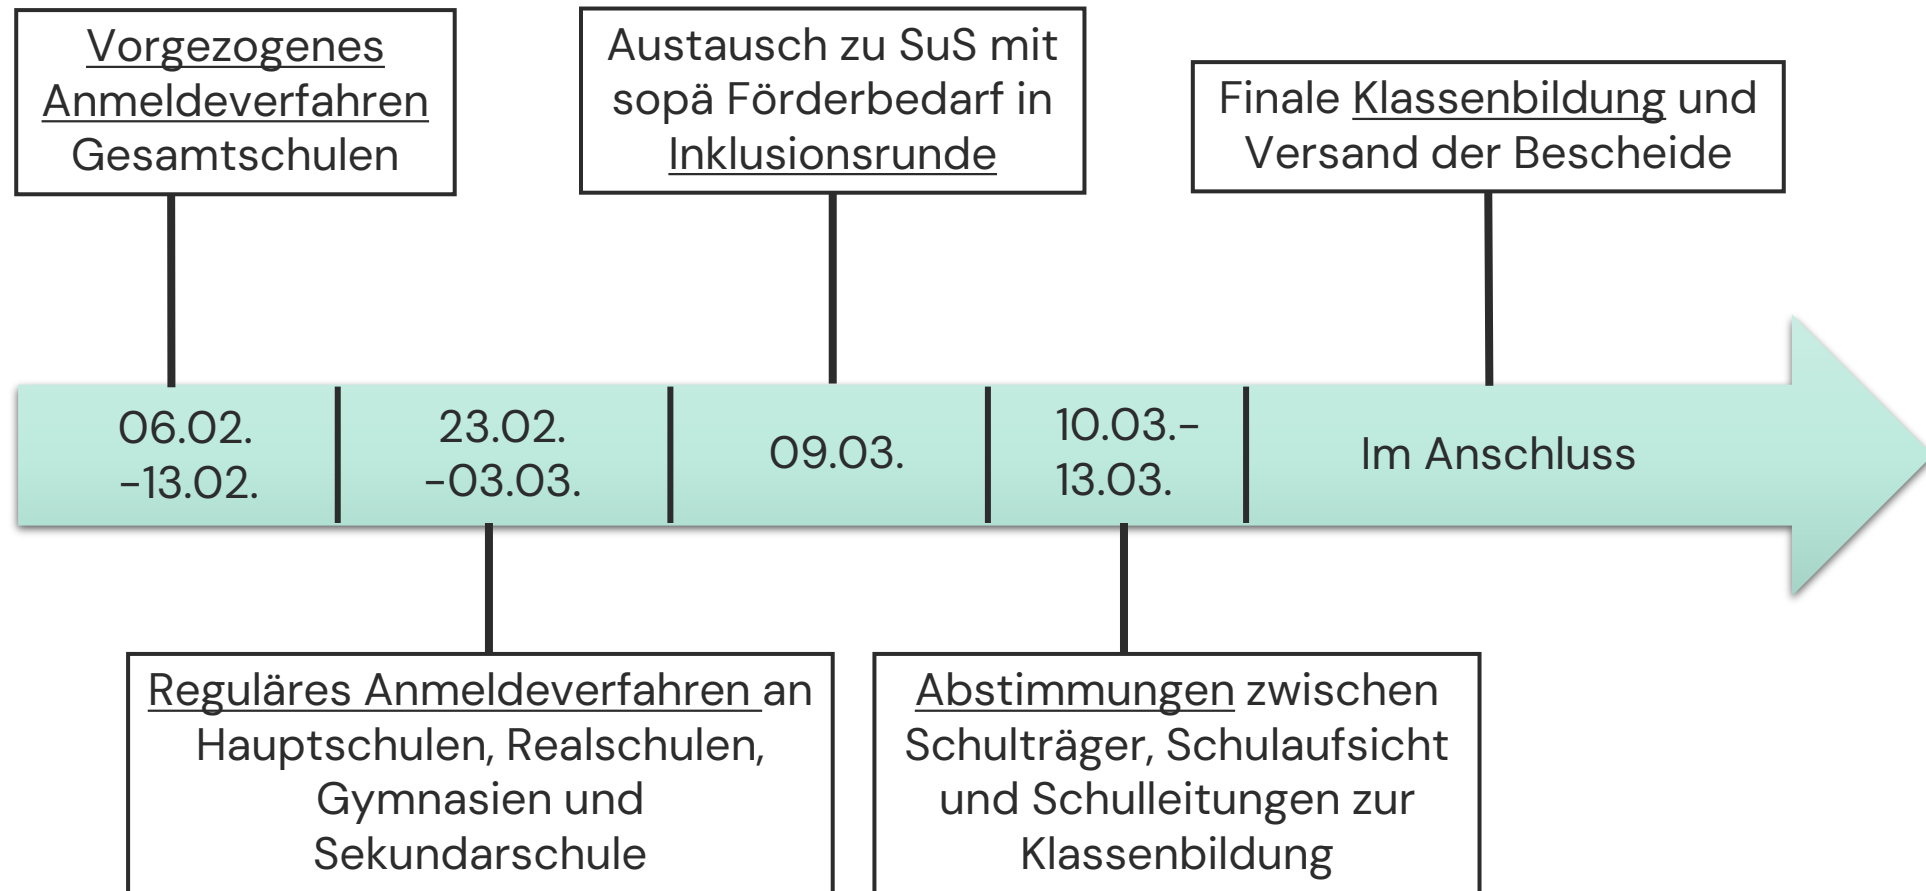 Vorgezogenes
Anmeldeverfahren
Gesamtschulen
Austausch zu SuS mit
sopä Förderbedarf in
Inklusionsrunde
Finale Klassenbildung und
Versand der Bescheide
06.02.
-13.02.
23.02.
-03.03.
09.03.
10.03.-
13.03.
Im Anschluss
Reguläres Anmeldeverfahren an
Hauptschulen, Realschulen,
Gymnasien und
Sekundarschule
Abstimmungen zwischen
Schulträger, Schulaufsicht
und Schulleitungen zur
Klassenbildung